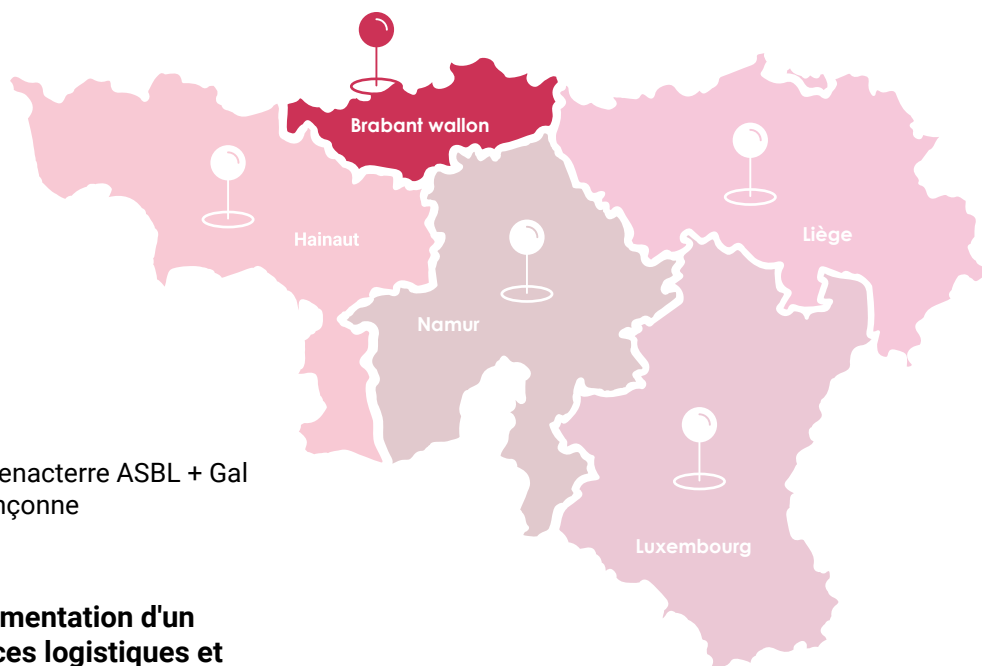 Brabant wallon
Hainaut
Liège
Namur
enacterre ASBL + Gal
nçonne
Luxembourg
mentation d'un
ces logistiques et